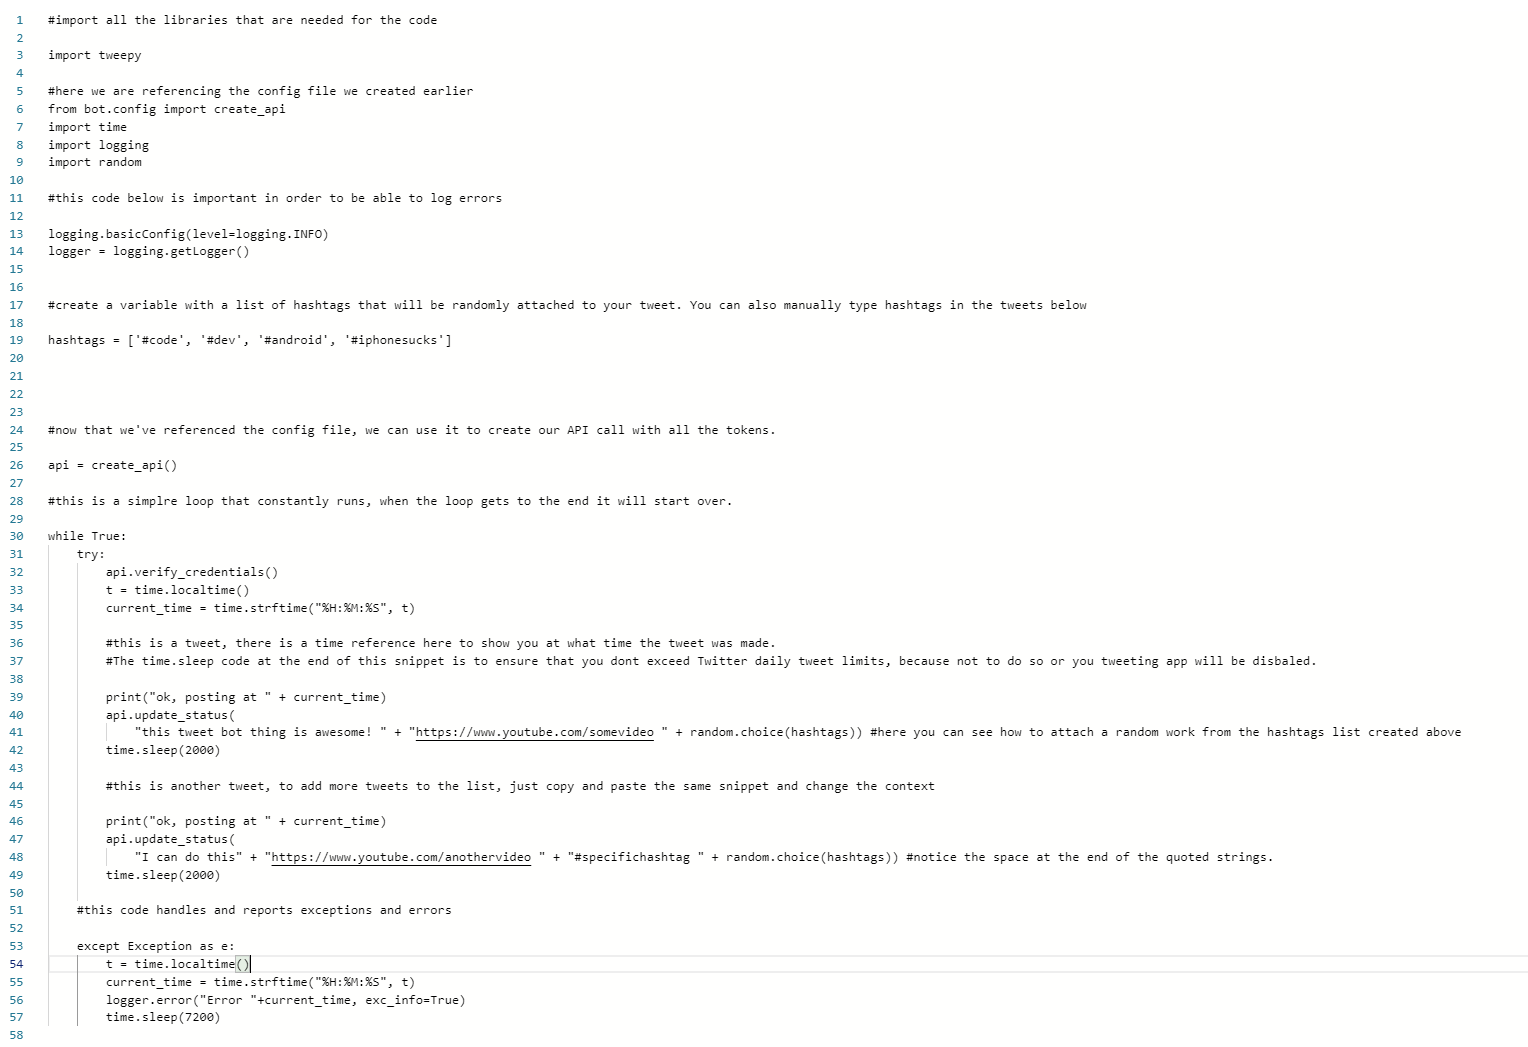 1 #import all the libraries that are needed for the code
2
3 import tweepy
4
5 #here we are referencing the config file we created earlier
6 from bot.config import create_api
7 import time
8 import logging
9 import random
10
11 #this code below is important in order to be able to log errors
12
13 logging.basicConfig(level=logging.INFO)
14 logger = logging.getLogger()
15
16
17 #create a variable with a list of hashtags that will be randomly attached to your tweet. You can also manually type hashtags in the tweets below
18
19 hashtags = ['#code', '#dev', '#android', '#iphonesucks']
20
21
22
23
24 #now that we've referenced the config file, we can use it to create our API call with all the tokens.
25
26 api = create_api()
27
28 #this is a simplre loop that constantly runs, when the loop gets to the end it will start over.
29
30 while True:
31     try:
32         api.verify_credentials()
33         t = time.localtime()
34         current_time = time.strftime("%H:%M:%S", t)
35
36         #this is a tweet, there is a time reference here to show you at what time the tweet was made.
37         #The time.sleep code at the end of this snippet is to ensure that you dont exceed Twitter daily tweet limits, because not to do so or you tweeting app will be disbaled.
38
39         print("ok, posting at " + current_time)
40         api.update_status(
41             "this tweet bot thing is awesome! " + "https://www.youtube.com/somevideo " + random.choice(hashtags)) #here you can see how to attach a random work from the hashtags list created above
42         time.sleep(2000)
43
44         #this is another tweet, to add more tweets to the list, just copy and paste the same snippet and change the context
45
46         print("ok, posting at " + current_time)
47         api.update_status(
48             "I can do this" + "https://www.youtube.com/anothervideo " + "#specifichashtag " + random.choice(hashtags)) #notice the space at the end of the quoted strings.
49         time.sleep(2000)
50
51     #this code handles and reports exceptions and errors
52
53     except Exception as e:
54         t = time.localtime()
55         current_time = time.strftime("%H:%M:%S", t)
56         logger.error("Error "+current_time, exc_info=True)
57         time.sleep(7200)
58